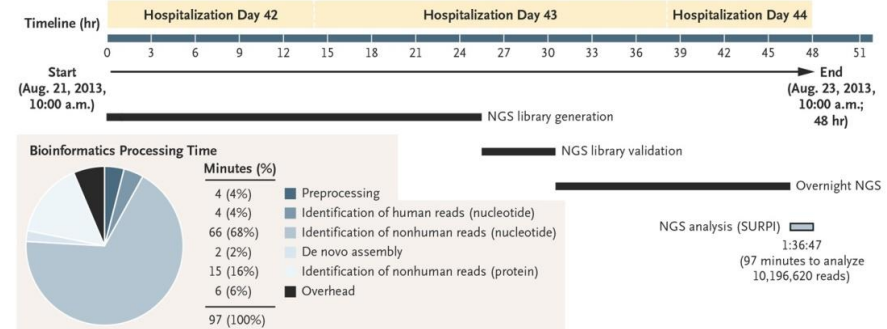 Hospitalization Day 42 Hospitalization Day 43 Hospitalization Day 44
Timeline (hr)
0 3 6 9 12 15 18 21 24 27 30 33 36 39 42 45 48 51
Start
(Aug. 21, 2013,
10:00 a.m.)
End
(Aug. 23, 2013,
10:00 a.m.;
48 hr)
NGS library generation
NGS library validation
Overnight NGS
NGS analysis (SURPI)
1:36:47
(97 minutes to analyze
10,196,620 reads)
Bioinformatics Processing Time
Minutes (%)
4 (4%) Preprocessing
4 (4%) Identification of human reads (nucleotide)
66 (68%) Identification of nonhuman reads (nucleotide)
2 (2%) De novo assembly
15 (16%) Identification of nonhuman reads (protein)
6 (6%) Overhead
97 (100%)